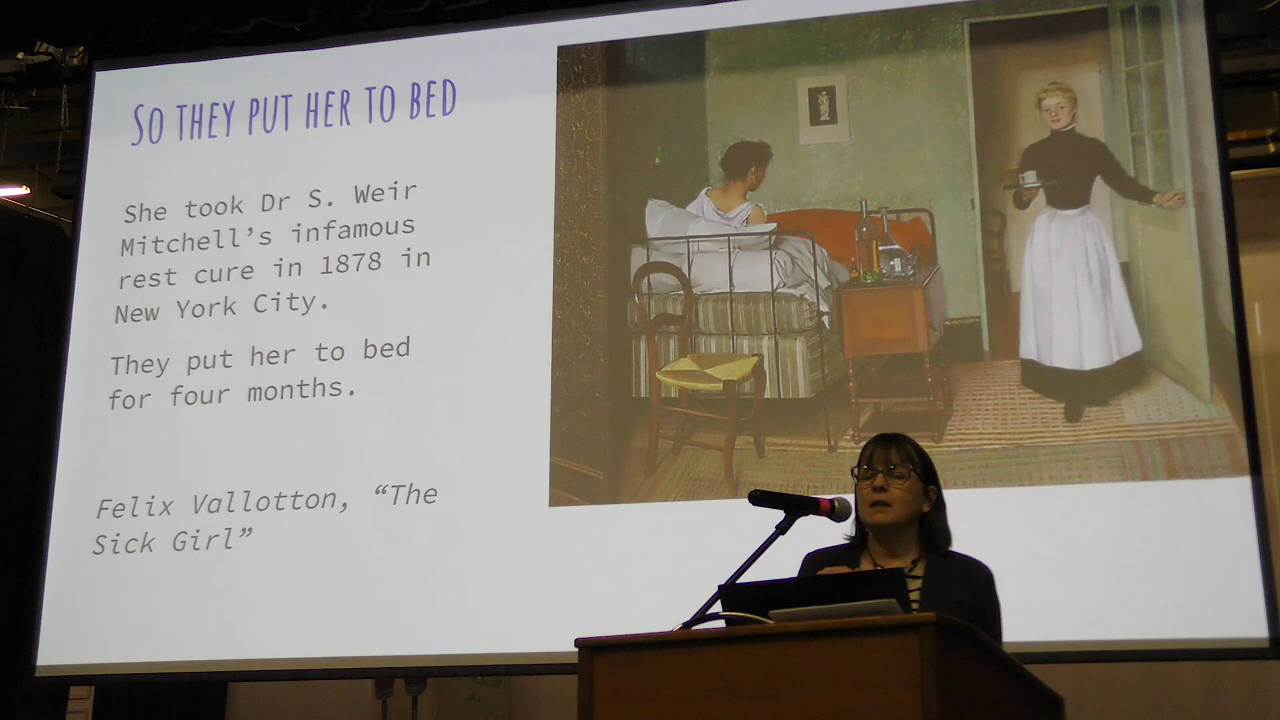 SO THEY PUT HER TO BED
She took Dr S. Weir
Mitchell’s infamous
rest cure in 1878 in
New York City.
They put her to bed
for four months.
Felix Vallotton, “The
Sick Girl”